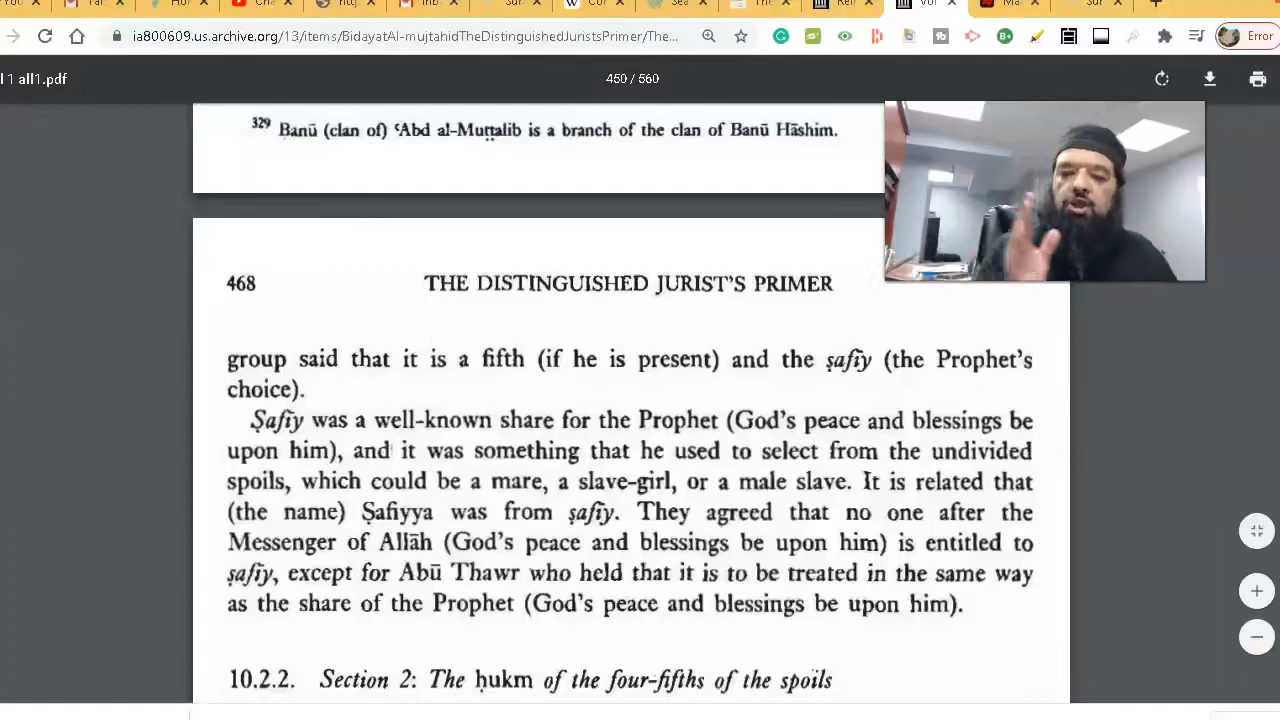 ia800609.us.archive.org/13/items/BidayatAl-mujtahidTheDistinguishedJuristsPrimer/The...
Error
l 1 all1.pdf
450 / 560
329 Banū (clan of) ʿAbd al-Muṭṭalib is a branch of the clan of Banū Hāshim.
468
THE DISTINGUISHED JURIST'S PRIMER
group said that it is a fifth (if he is present) and the ṣafīy (the Prophet's
choice).
Ṣafīy was a well-known share for the Prophet (God's peace and blessings be
upon him), and it was something that he used to select from the undivided
spoils, which could be a mare, a slave-girl, or a male slave. It is related that
(the name) Ṣafiyya was from ṣafīy. They agreed that no one after the
Messenger of Allāh (God's peace and blessings be upon him) is entitled to
ṣafīy, except for Abū Thawr who held that it is to be treated in the same way
as the share of the Prophet (God's peace and blessings be upon him).
10.2.2. Section 2: The ḥukm of the four-fifths of the spoils